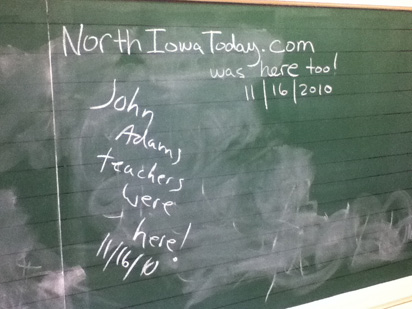 NorthIowaToday.com
was here too!
11/16/2010
John
Adams
teachers
were
here!
11/16/10